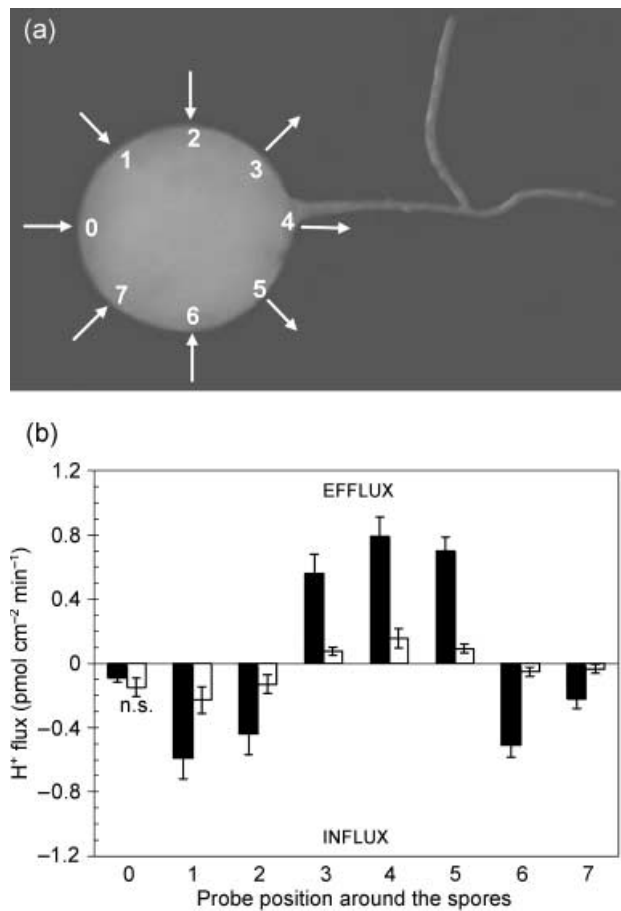 (a)
2
1
3
0
4
7
5
6
(b)
1.2
EFFLUX
0.8
0.4
0
n.s.
−0.4
−0.8
INFLUX
−1.2
H⁺ flux (pmol cm⁻² min⁻¹)
0 1 2 3 4 5 6 7
Probe position around the spores